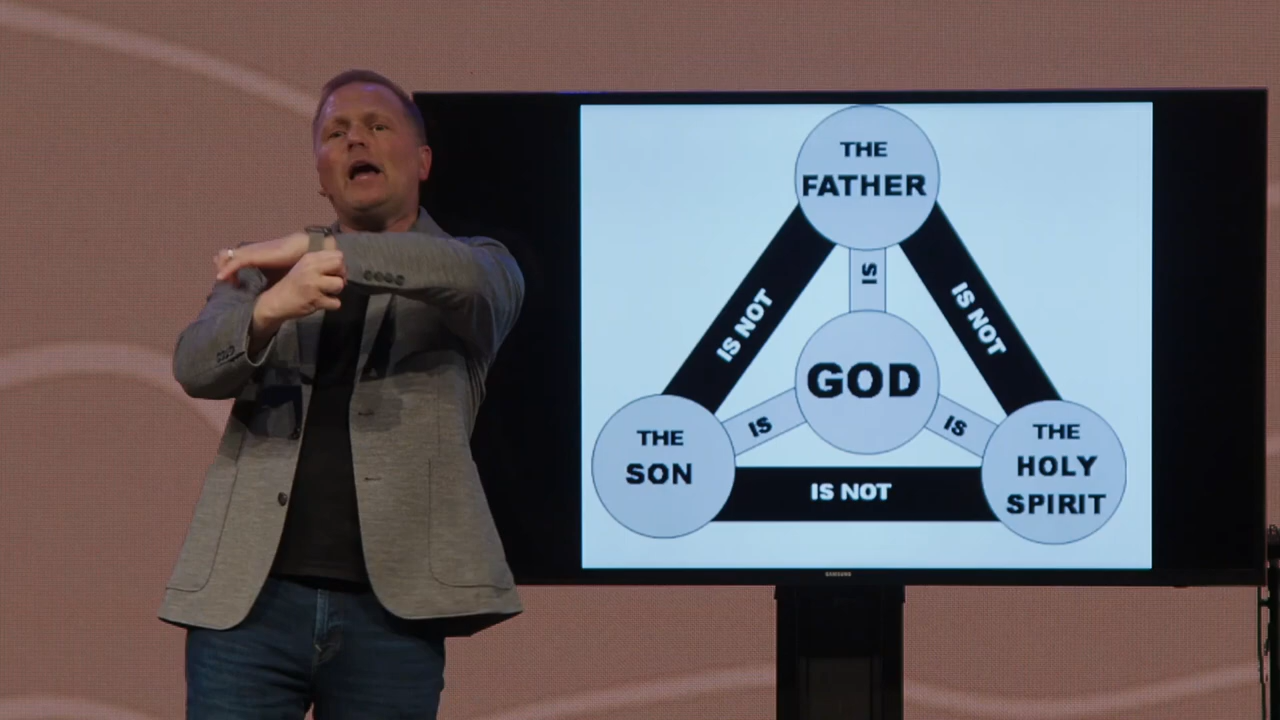 THE
FATHER
IS
IS NOT
IS NOT
GOD
IS
IS
THE
SON
THE
HOLY
SPIRIT
IS NOT
SAMSUNG